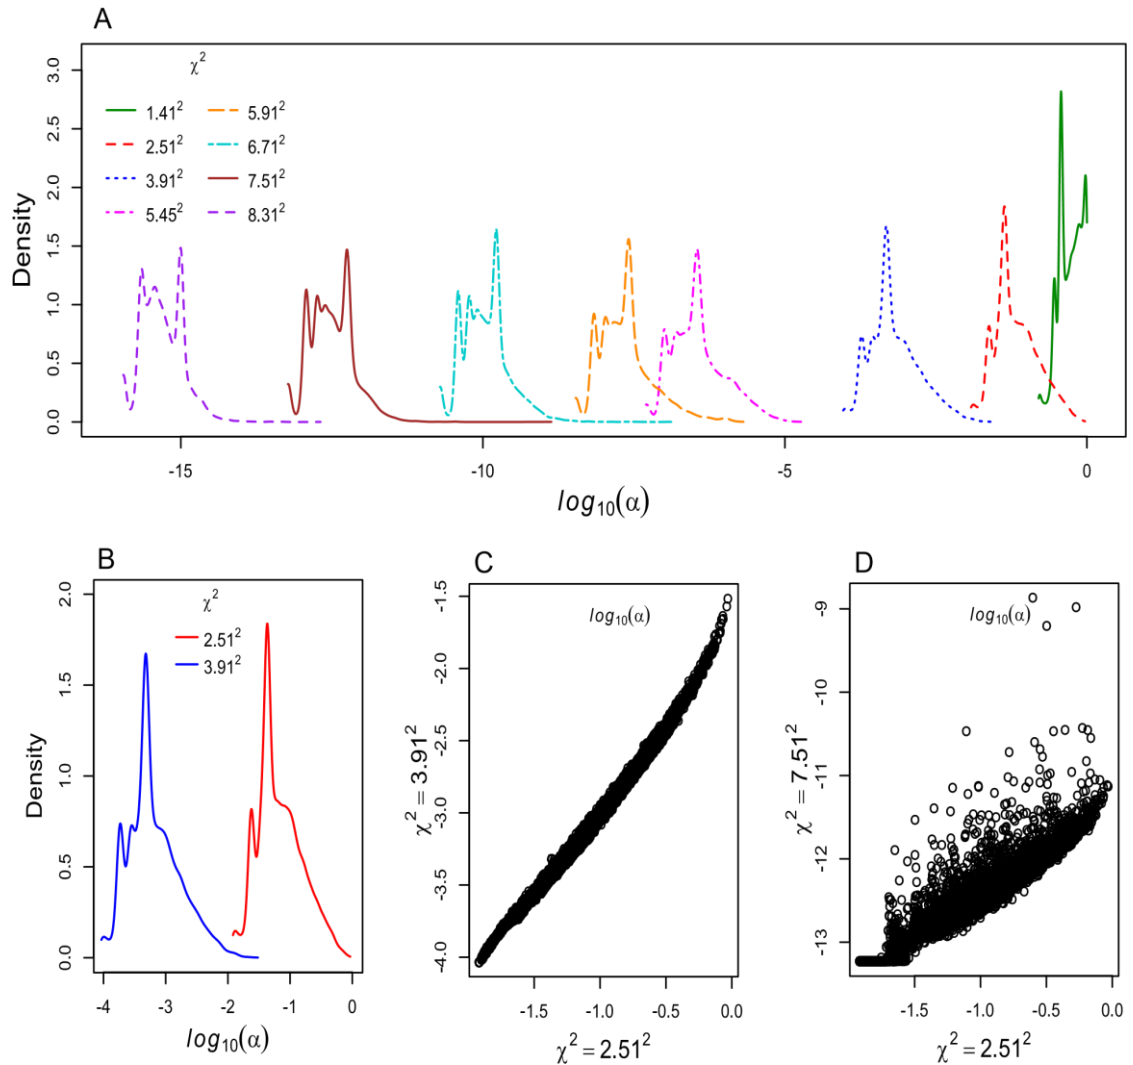 A
χ²
1.41²
2.51²
3.91²
5.45²
5.91²
6.71²
7.51²
8.31²
Density
0.0 0.5 1.0 1.5 2.0 2.5 3.0
-15 -10 -5 0
log₁₀(α)
B
χ²
2.51²
3.91²
Density
0.0 0.5 1.0 1.5 2.0
-4 -3 -2 -1 0
log₁₀(α)
C
log₁₀(α)
χ² = 3.91²
-4.0 -3.5 -3.0 -2.5 -2.0 -1.5
-1.5 -1.0 -0.5 0.0
χ² = 2.51²
D
log₁₀(α)
χ² = 7.51²
-13 -12 -11 -10 -9
-1.5 -1.0 -0.5 0.0
χ² = 2.51²